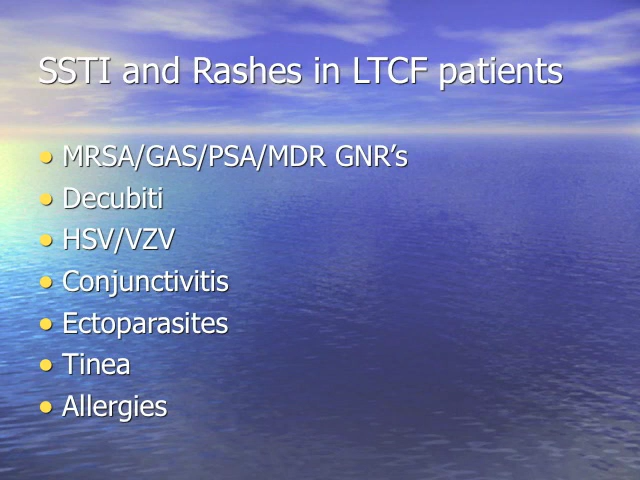 SSTI and Rashes in LTCF patients
• MRSA/GAS/PSA/MDR GNR’s
• Decubiti
• HSV/VZV
• Conjunctivitis
• Ectoparasites
• Tinea
• Allergies